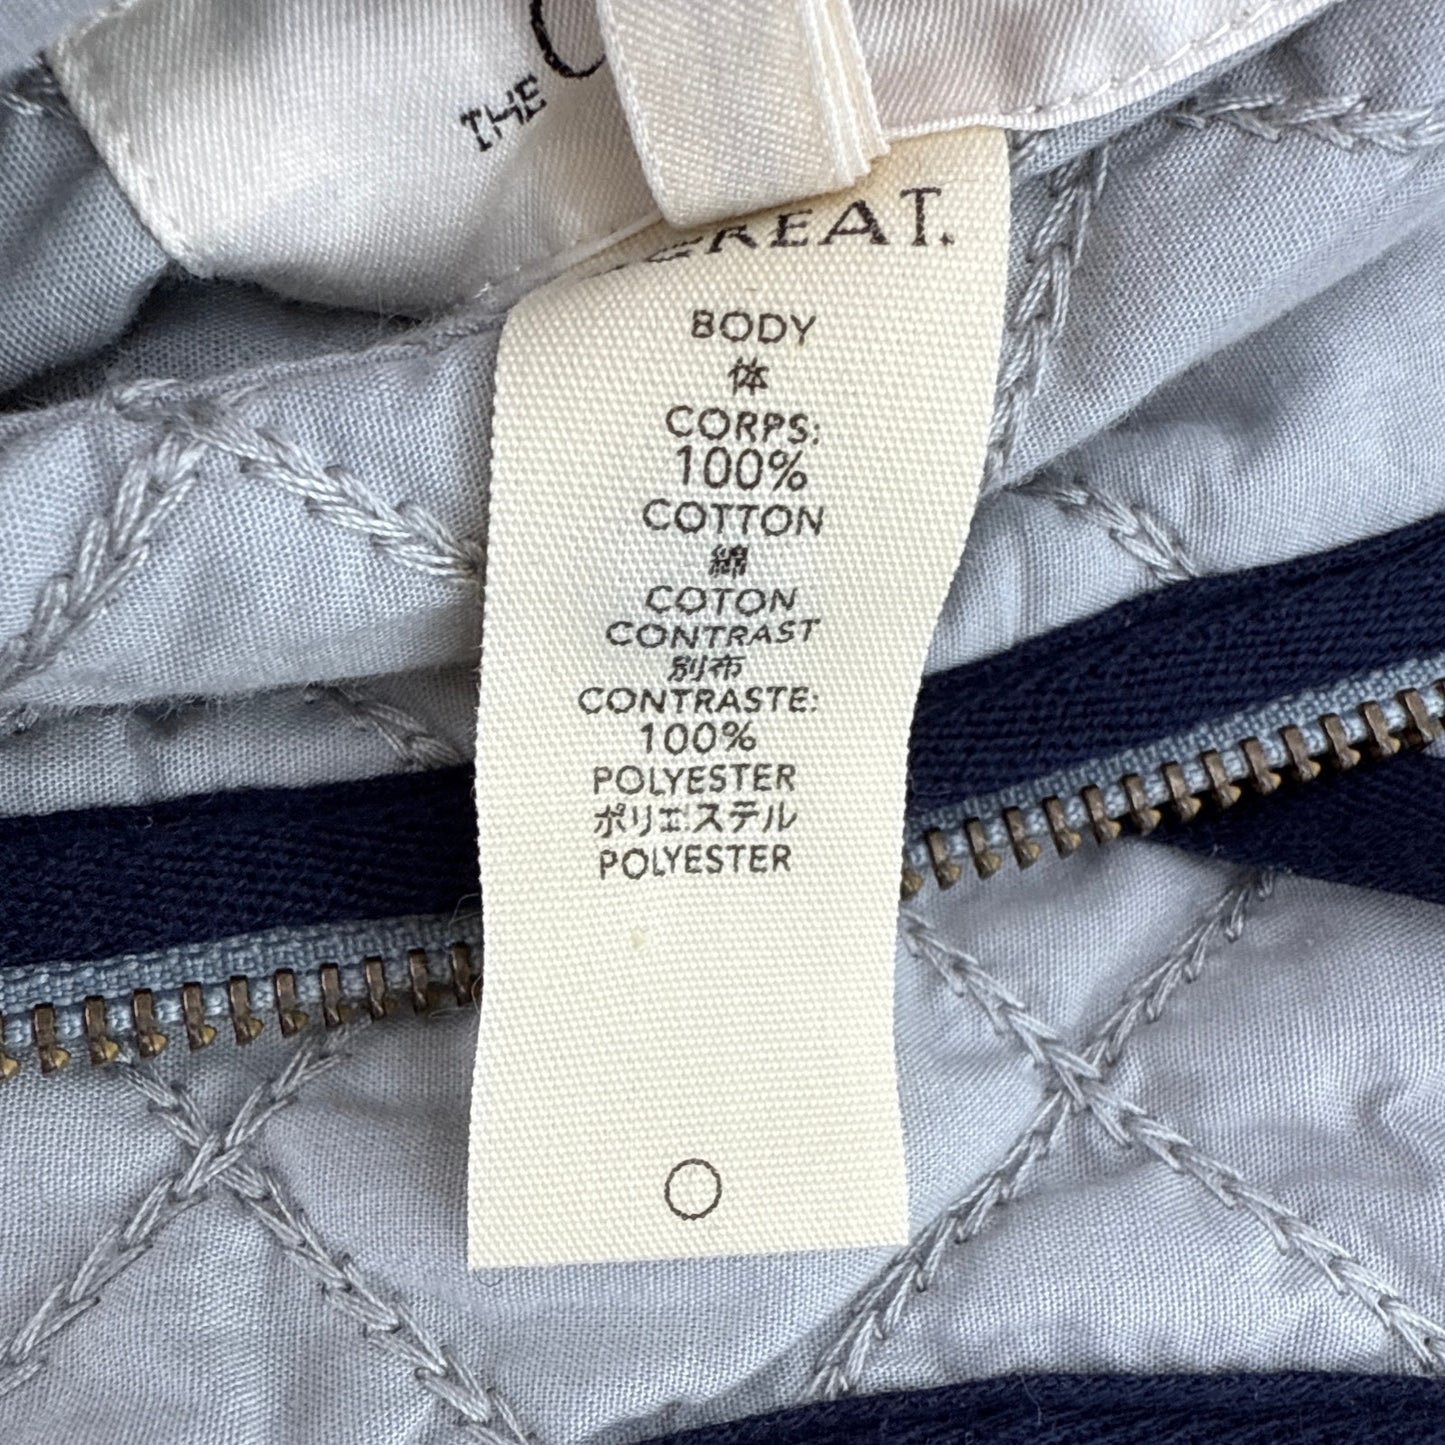 THE
GREAT.
BODY
体
CORPS:
100%
COTTON
綿
COTON
CONTRAST
別布
CONTRASTE:
100%
POLYESTER
ポリエステル
POLYESTER